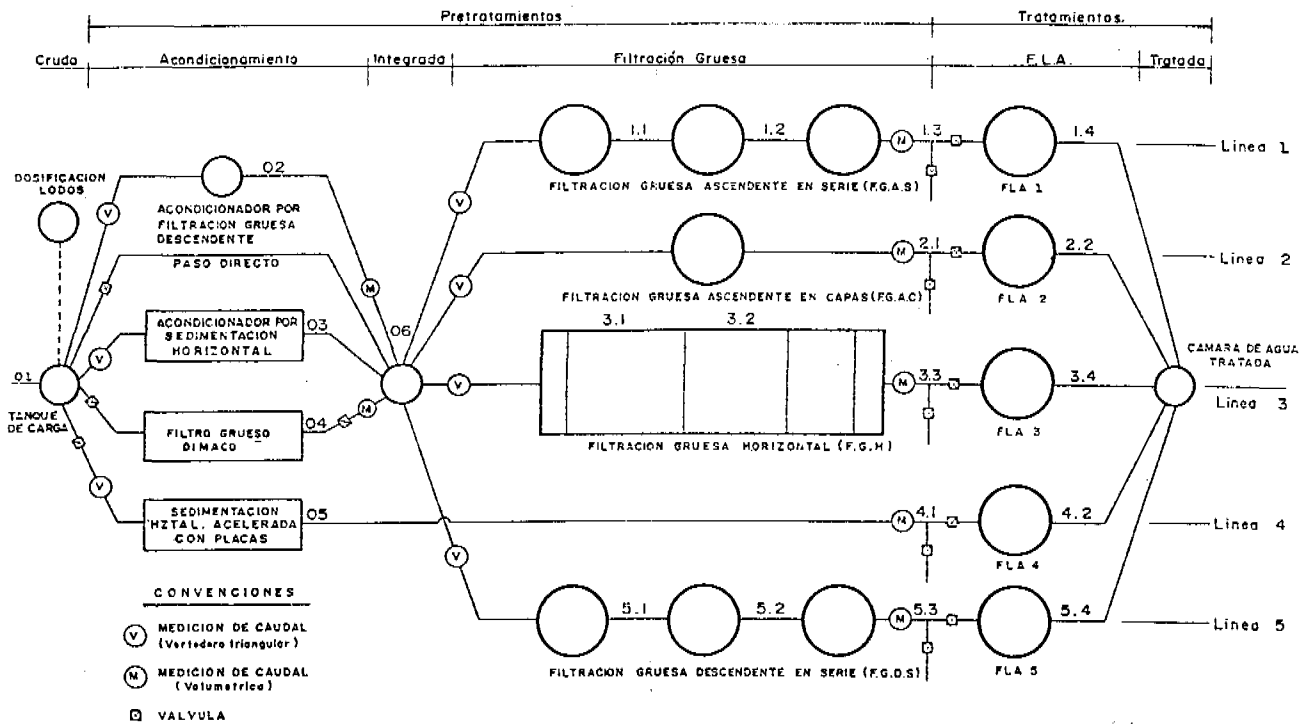 Pretratamientos
Tratamientos.
Cruda
Acondicionamiento
Integrada
Filtración Gruesa
F.L.A.
Tratada
1.1
1.2
M
1.3
1.4
Linea 1
DOSIFICACION
LODOS
02
V
V
FILTRACION GRUESA ASCENDENTE EN SERIE (F.G.A.S)
FLA 1
ACONDICIONADOR POR
FILTRACION GRUESA
DESCENDENTE
PASO DIRECTO
M
V
M
2.1
2.2
Linea 2
FILTRACION GRUESA ASCENDENTE EN CAPAS (F.G.A.C)
FLA 2
ACONDICIONADOR POR
SEDIMENTACION
HORIZONTAL
03
06
3.1
3.2
V
CAMARA DE AGUA
TRATADA
01
V
M
3.3
3.4
Linea 3
TANQUE
DE CARGA
FILTRO GRUESO
DIMACO
04
M
FILTRACION GRUESA HORIZONTAL (F.G.H)
FLA 3
V
SEDIMENTACION
HZTAL. ACELERADA
CON PLACAS
05
M
4.1
4.2
Linea 4
V
FLA 4
CONVENCIONES
5.1
5.2
M
5.3
5.4
Linea 5
V MEDICION DE CAUDAL
(Vertedero triangular)
FILTRACION GRUESA DESCENDENTE EN SERIE (F.G.D.S)
FLA 5
M MEDICION DE CAUDAL
(Volumetrica)
VALVULA